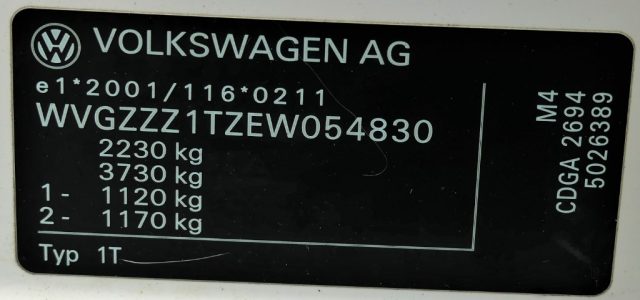 VOLKSWAGEN AG
e1*2001/116*0211
WVGZZZ1TZEW054830
2230 kg
3730 kg
1- 1120 kg
2- 1170 kg
Typ 1T
M4
CDGA 2694
5026389